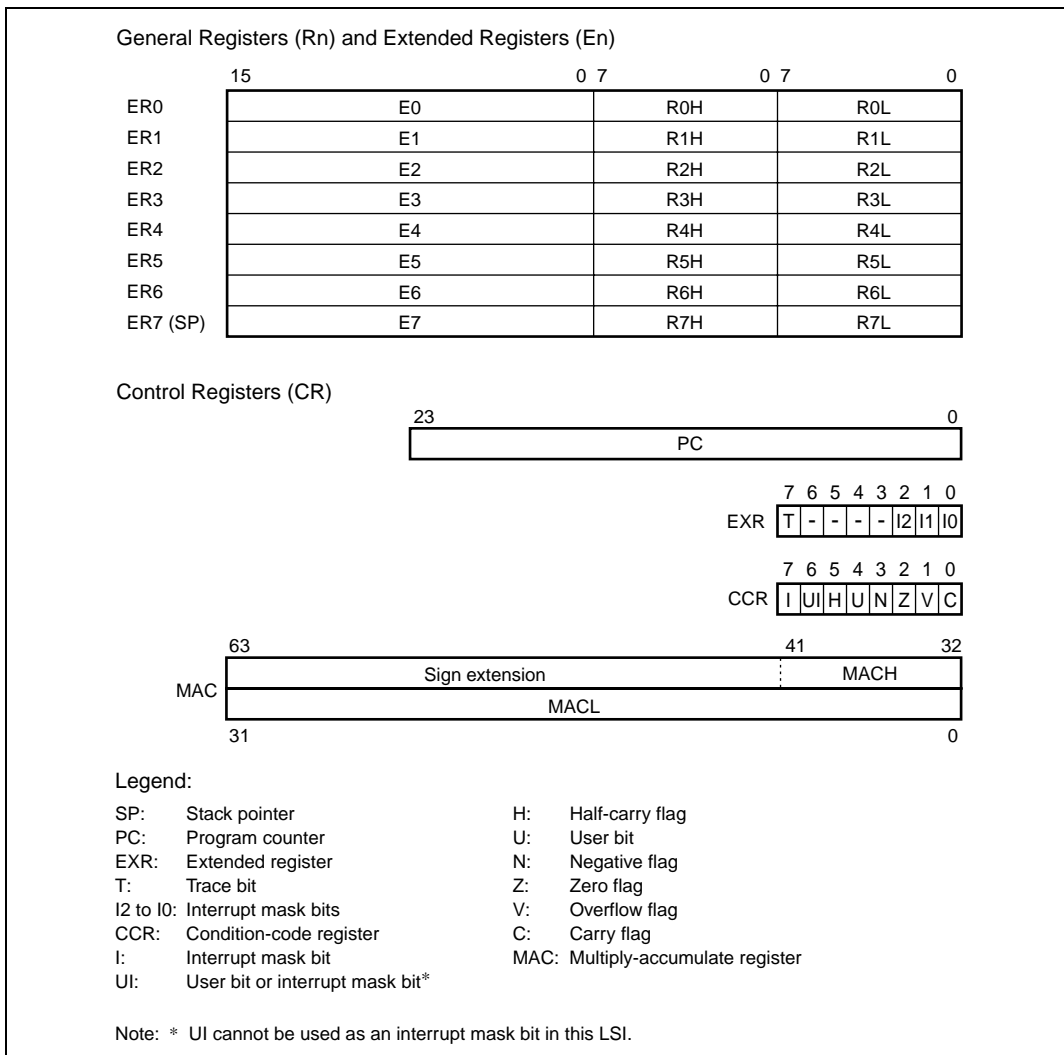 General Registers (Rn) and Extended Registers (En)
15 0 7 0 7 0
ER0 E0 R0H R0L
ER1 E1 R1H R1L
ER2 E2 R2H R2L
ER3 E3 R3H R3L
ER4 E4 R4H R4L
ER5 E5 R5H R5L
ER6 E6 R6H R6L
ER7 (SP) E7 R7H R7L
Control Registers (CR)
23 0
PC
7 6 5 4 3 2 1 0
EXR T - - - - I2 I1 I0
7 6 5 4 3 2 1 0
CCR I UI H U N Z V C
63 41 32
MAC Sign extension MACH
MACL
31 0
Legend:
SP: Stack pointer H: Half-carry flag
PC: Program counter U: User bit
EXR: Extended register N: Negative flag
T: Trace bit Z: Zero flag
I2 to I0: Interrupt mask bits V: Overflow flag
CCR: Condition-code register C: Carry flag
I: Interrupt mask bit MAC: Multiply-accumulate register
UI: User bit or interrupt mask bit*
Note: * UI cannot be used as an interrupt mask bit in this LSI.